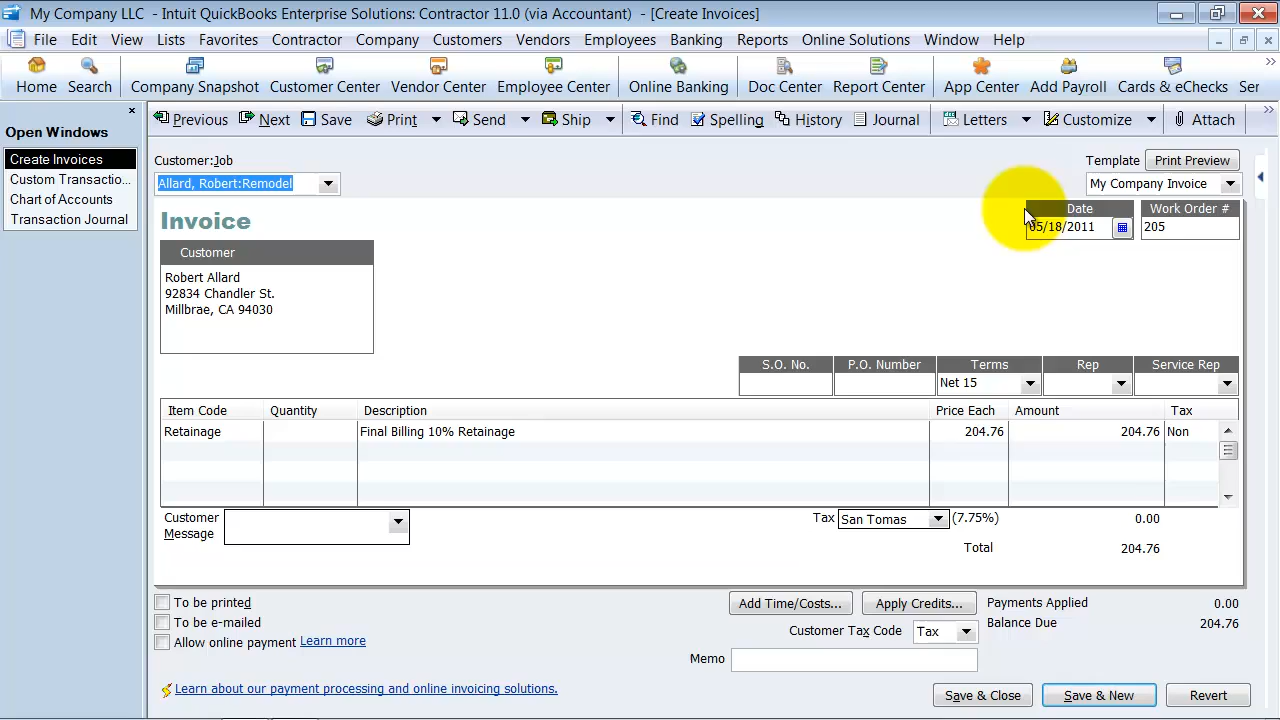 My Company LLC - Intuit QuickBooks Enterprise Solutions: Contractor 11.0 (via Accountant) - [Create Invoices]
File Edit View Lists Favorites Contractor Company Customers Vendors Employees Banking Reports Online Solutions Window Help
Home Search Company Snapshot Customer Center Vendor Center Employee Center Online Banking Doc Center Report Center App Center Add Payroll Cards & eChecks Ser
Open Windows
Create Invoices
Custom Transactio...
Chart of Accounts
Transaction Journal
Previous Next Save Print Send Ship Find Spelling History Journal Letters Customize Attach
Customer:Job
Template Print Preview
Allard, Robert:Remodel
My Company Invoice
Invoice
Date Work Order #
05/18/2011 205
Customer
Robert Allard
92834 Chandler St.
Millbrae, CA 94030
S.O. No. P.O. Number Terms Rep Service Rep
Net 15
Item Code Quantity Description Price Each Amount Tax
Retainage Final Billing 10% Retainage 204.76 204.76 Non
Customer Message
Tax San Tomas (7.75%) 0.00
Total 204.76
To be printed
To be e-mailed
Allow online payment Learn more
Add Time/Costs... Apply Credits...
Payments Applied 0.00
Balance Due 204.76
Customer Tax Code Tax
Memo
Learn about our payment processing and online invoicing solutions.
Save & Close Save & New Revert